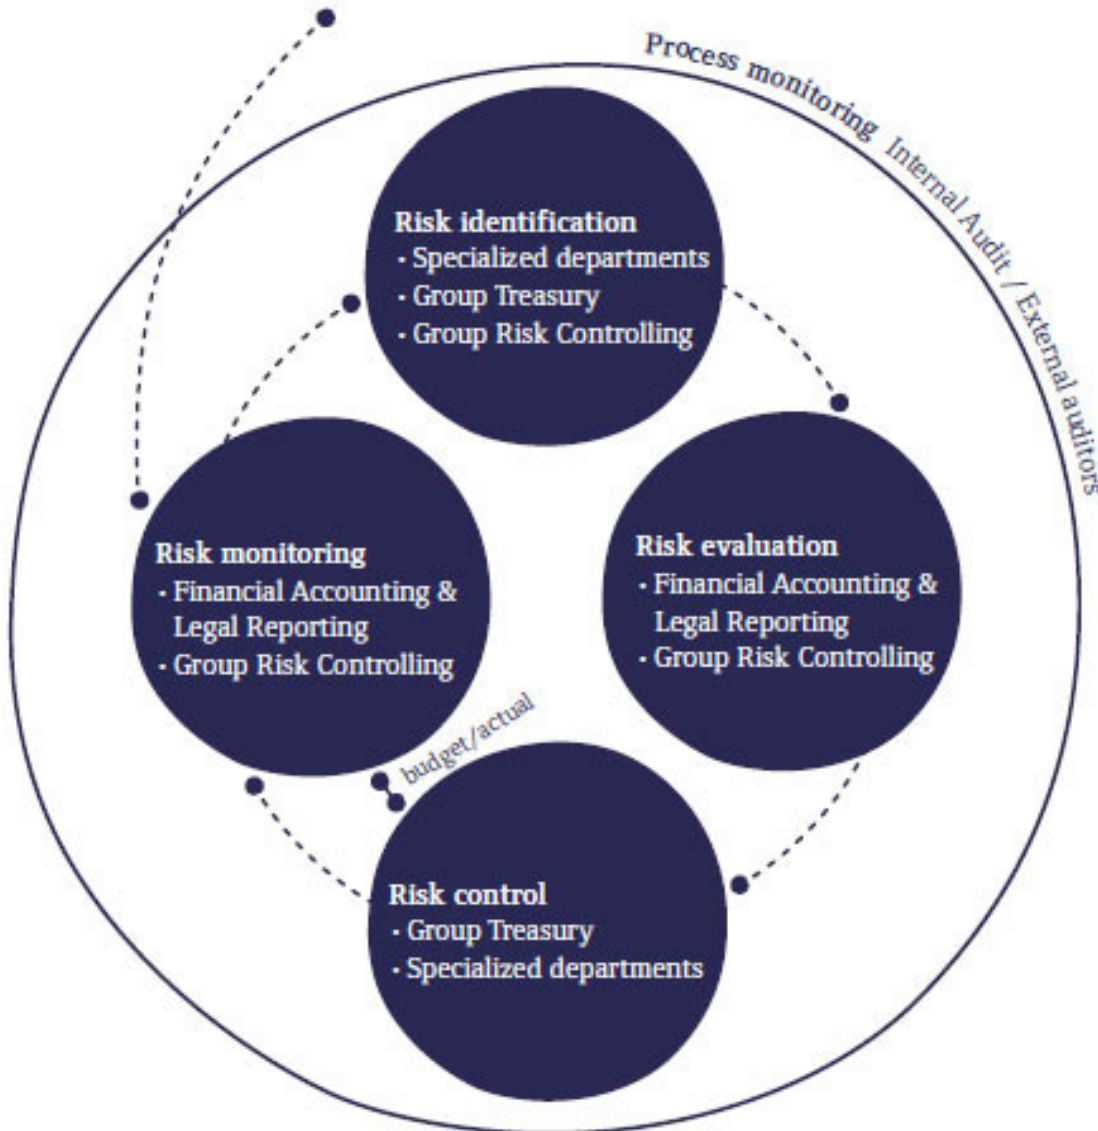 Process monitoring Internal Audit / External auditors
Risk identification
· Specialized departments
· Group Treasury
· Group Risk Controlling
Risk monitoring
· Financial Accounting &
Legal Reporting
· Group Risk Controlling
Risk evaluation
· Financial Accounting &
Legal Reporting
· Group Risk Controlling
budget/actual
Risk control
· Group Treasury
· Specialized departments